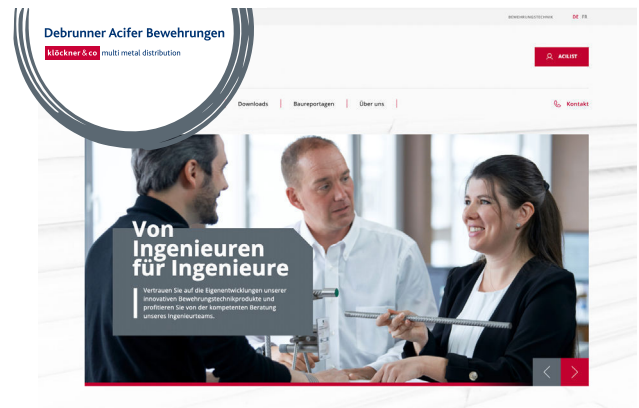 Debrunner Acifer Bewehrungen
klöckner & co multi metal distribution
BEWEHRUNGSTECHNIK DE FR
ACILIST
Downloads Baureportagen Über uns Kontakt
Von
Ingenieuren
für Ingenieure
Vertrauen Sie auf die Eigenentwicklungen unserer
innovativen Bewehrungstechnikprodukte und
profitieren Sie von der kompetenten Beratung
unseres Ingenieurteams.